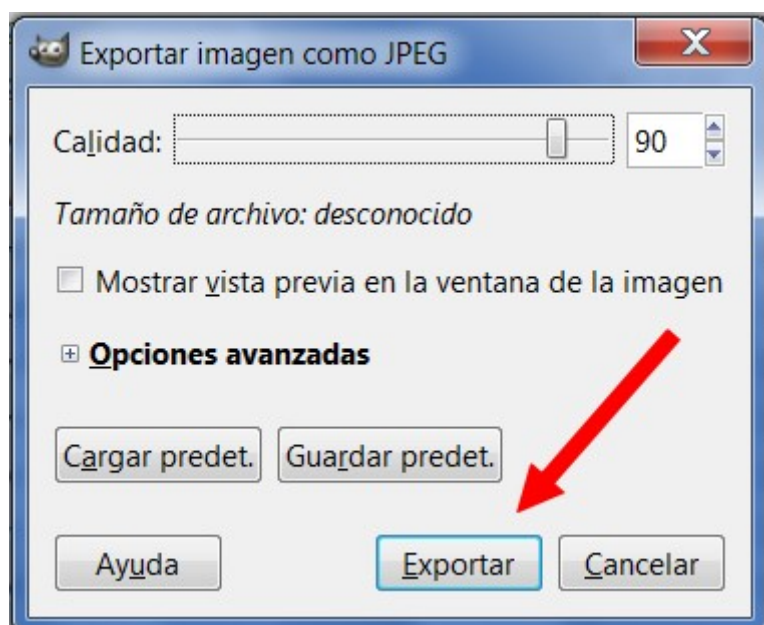 Exportar imagen como JPEG
Calidad: 90
Tamaño de archivo: desconocido
Mostrar vista previa en la ventana de la imagen
Opciones avanzadas
Cargar predet. Guardar predet.
Ayuda Exportar Cancelar